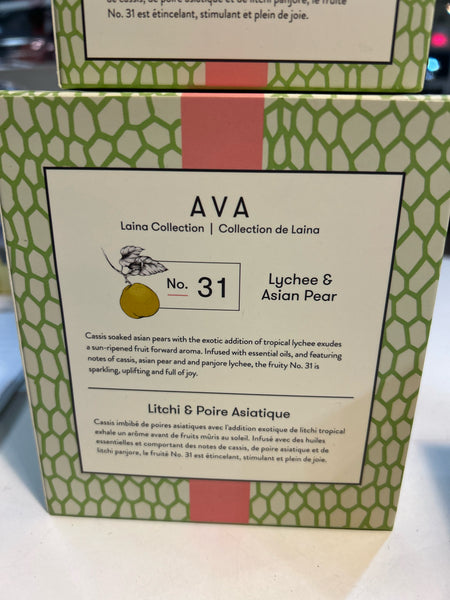 de cassis, de poire asiatique et de litchi panjore, le fruité
No. 31 est étincelant, stimulant et plein de joie.
AVA
Laina Collection | Collection de Laina
No. 31
Lychee &
Asian Pear
Cassis soaked asian pears with the exotic addition of tropical lychee exudes
a sun-ripened fruit forward aroma. Infused with essential oils, and featuring
notes of cassis, asian pear and and panjore lychee, the fruity No. 31 is
sparkling, uplifting and full of joy.
Litchi & Poire Asiatique
Cassis imbibé de poires asiatiques avec l'addition exotique de litchi tropical
exhale un arôme avant de fruits mûris au soleil. Infusé avec des huiles
essentielles et comportant des notes de cassis, de poire asiatique et de
litchi panjore, le fruité No. 31 est étincelant, stimulant et plein de joie.